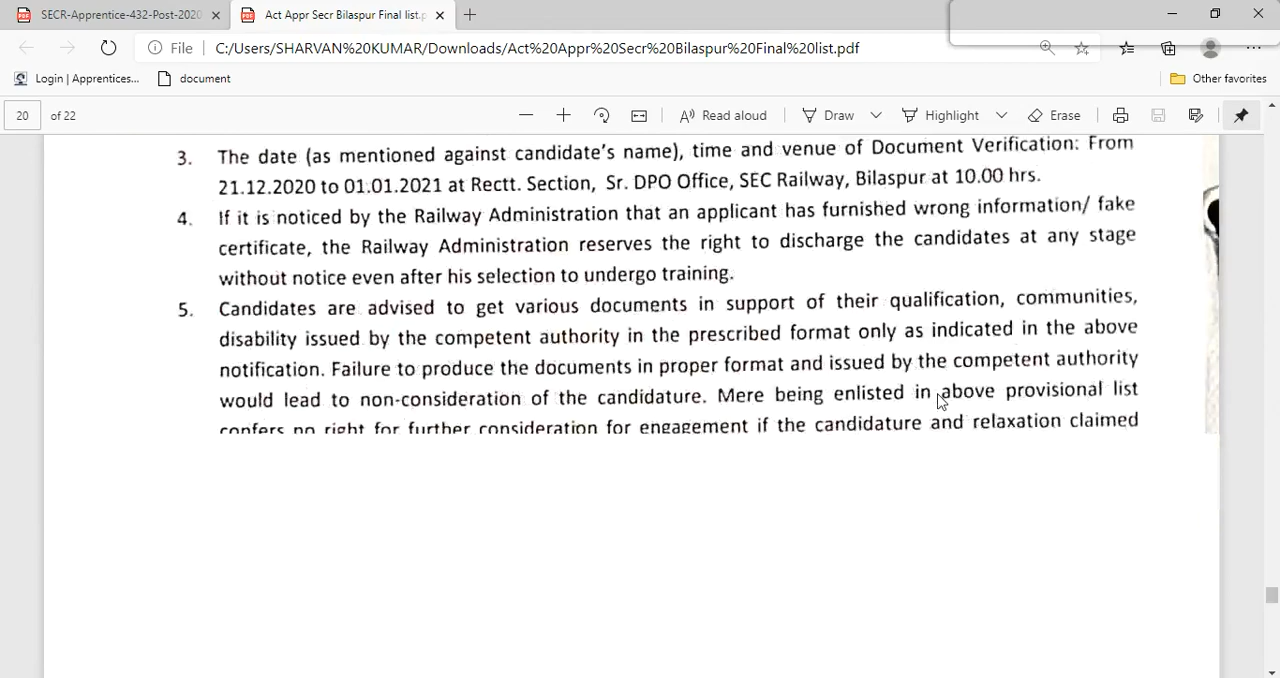 SECR-Apprentice-432-Post-2020
Act Appr Secr Bilaspur Final list.p
File
C:/Users/SHARVAN%20KUMAR/Downloads/Act%20Appr%20Secr%20Bilaspur%20Final%20list.pdf
Login | Apprentices...
document
Other favorites
20 of 22
Read aloud
Draw
Highlight
Erase
3. The date (as mentioned against candidate's name), time and venue of Document Verification: From
21.12.2020 to 01.01.2021 at Rectt. Section, Sr. DPO Office, SEC Railway, Bilaspur at 10.00 hrs.
4. If it is noticed by the Railway Administration that an applicant has furnished wrong information/ fake
certificate, the Railway Administration reserves the right to discharge the candidates at any stage
without notice even after his selection to undergo training.
5. Candidates are advised to get various documents in support of their qualification, communities,
disability issued by the competent authority in the prescribed format only as indicated in the above
notification. Failure to produce the documents in proper format and issued by the competent authority
would lead to non-consideration of the candidature. Mere being enlisted in above provisional list
confers no right for further consideration for engagement if the candidature and relaxation claimed